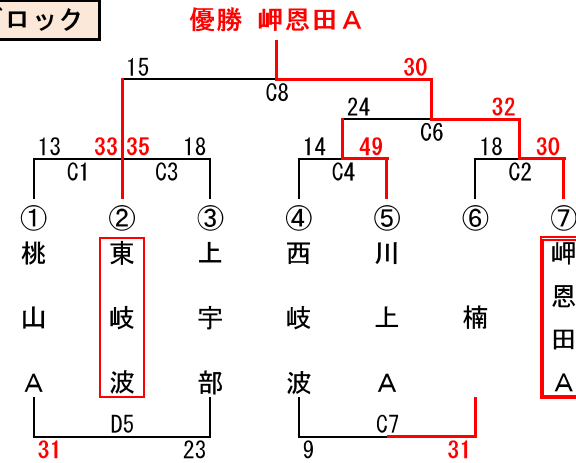 ブロック
優勝 岬恩田A
15 30
C8
24 32
C6
13 33 35 18 14 49 18 30
C1 C3 C4 C2
① ② ③ ④ ⑤ ⑥ ⑦
桃山A 東岐波 上宇部 西岐波 川上A 楠 岬恩田A
D5 C7
31 23 9 31